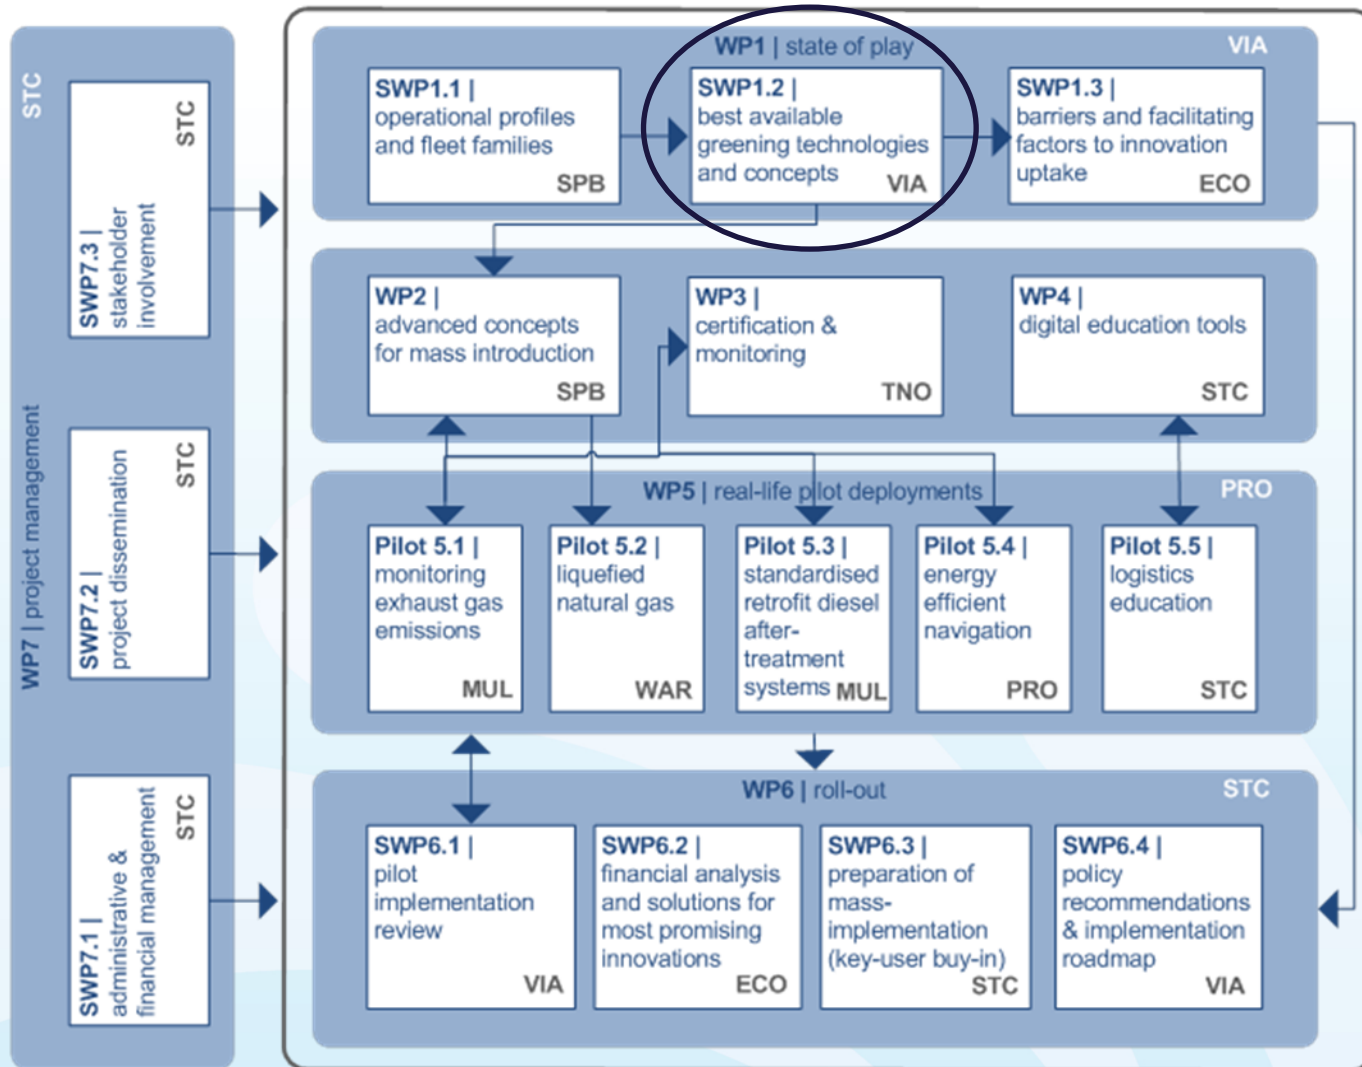 STC
WP7 | project management
SWP7.3 |
stakeholder
involvement
STC
SWP7.2 |
project dissemination
STC
SWP7.1 |
administrative &
financial management
STC
WP1 | state of play
VIA
SWP1.1 |
operational profiles
and fleet families
SPB
SWP1.2 |
best available
greening technologies
and concepts
VIA
SWP1.3 |
barriers and facilitating
factors to innovation
uptake
ECO
WP2 |
advanced concepts
for mass introduction
SPB
WP3 |
certification &
monitoring
TNO
WP4 |
digital education tools
STC
WP5 | real-life pilot deployments
PRO
Pilot 5.1 |
monitoring
exhaust gas
emissions
MUL
Pilot 5.2 |
liquefied
natural gas
WAR
Pilot 5.3 |
standardised
retrofit diesel
after-
treatment
systems MUL
Pilot 5.4 |
energy
efficient
navigation
PRO
Pilot 5.5 |
logistics
education
STC
WP6 | roll-out
STC
SWP6.1 |
pilot
implementation
review
VIA
SWP6.2 |
financial analysis
and solutions for
most promising
innovations
ECO
SWP6.3 |
preparation of
mass-
implementation
(key-user buy-in)
STC
SWP6.4 |
policy
recommendations
& implementation
roadmap
VIA